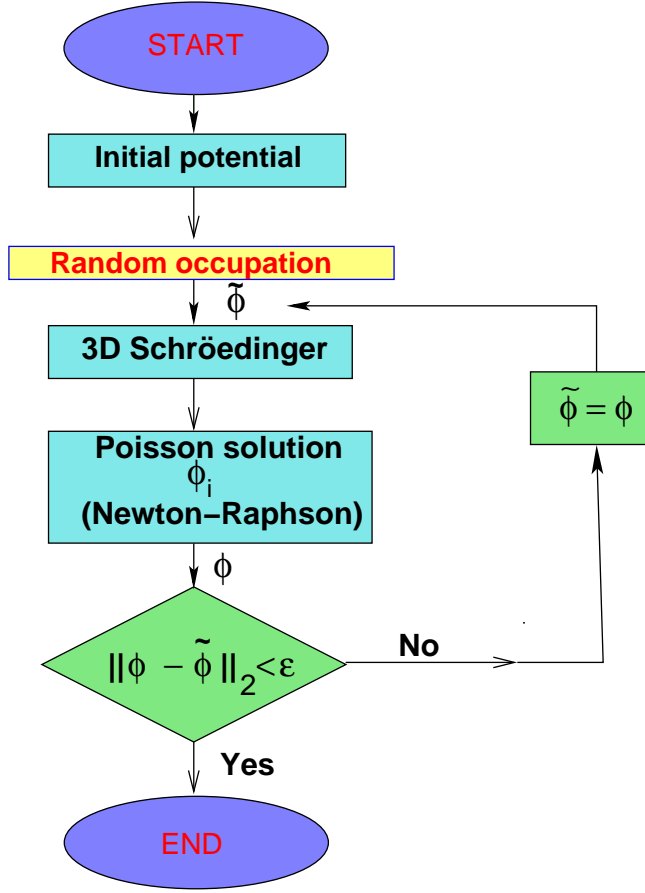 START
Initial potential
Random occupation
ϕ̃
3D Schröedinger
ϕ̃ = ϕ
Poisson solution
ϕi
(Newton−Raphson)
ϕ
||ϕ − ϕ̃ ||2<ε
No
Yes
END